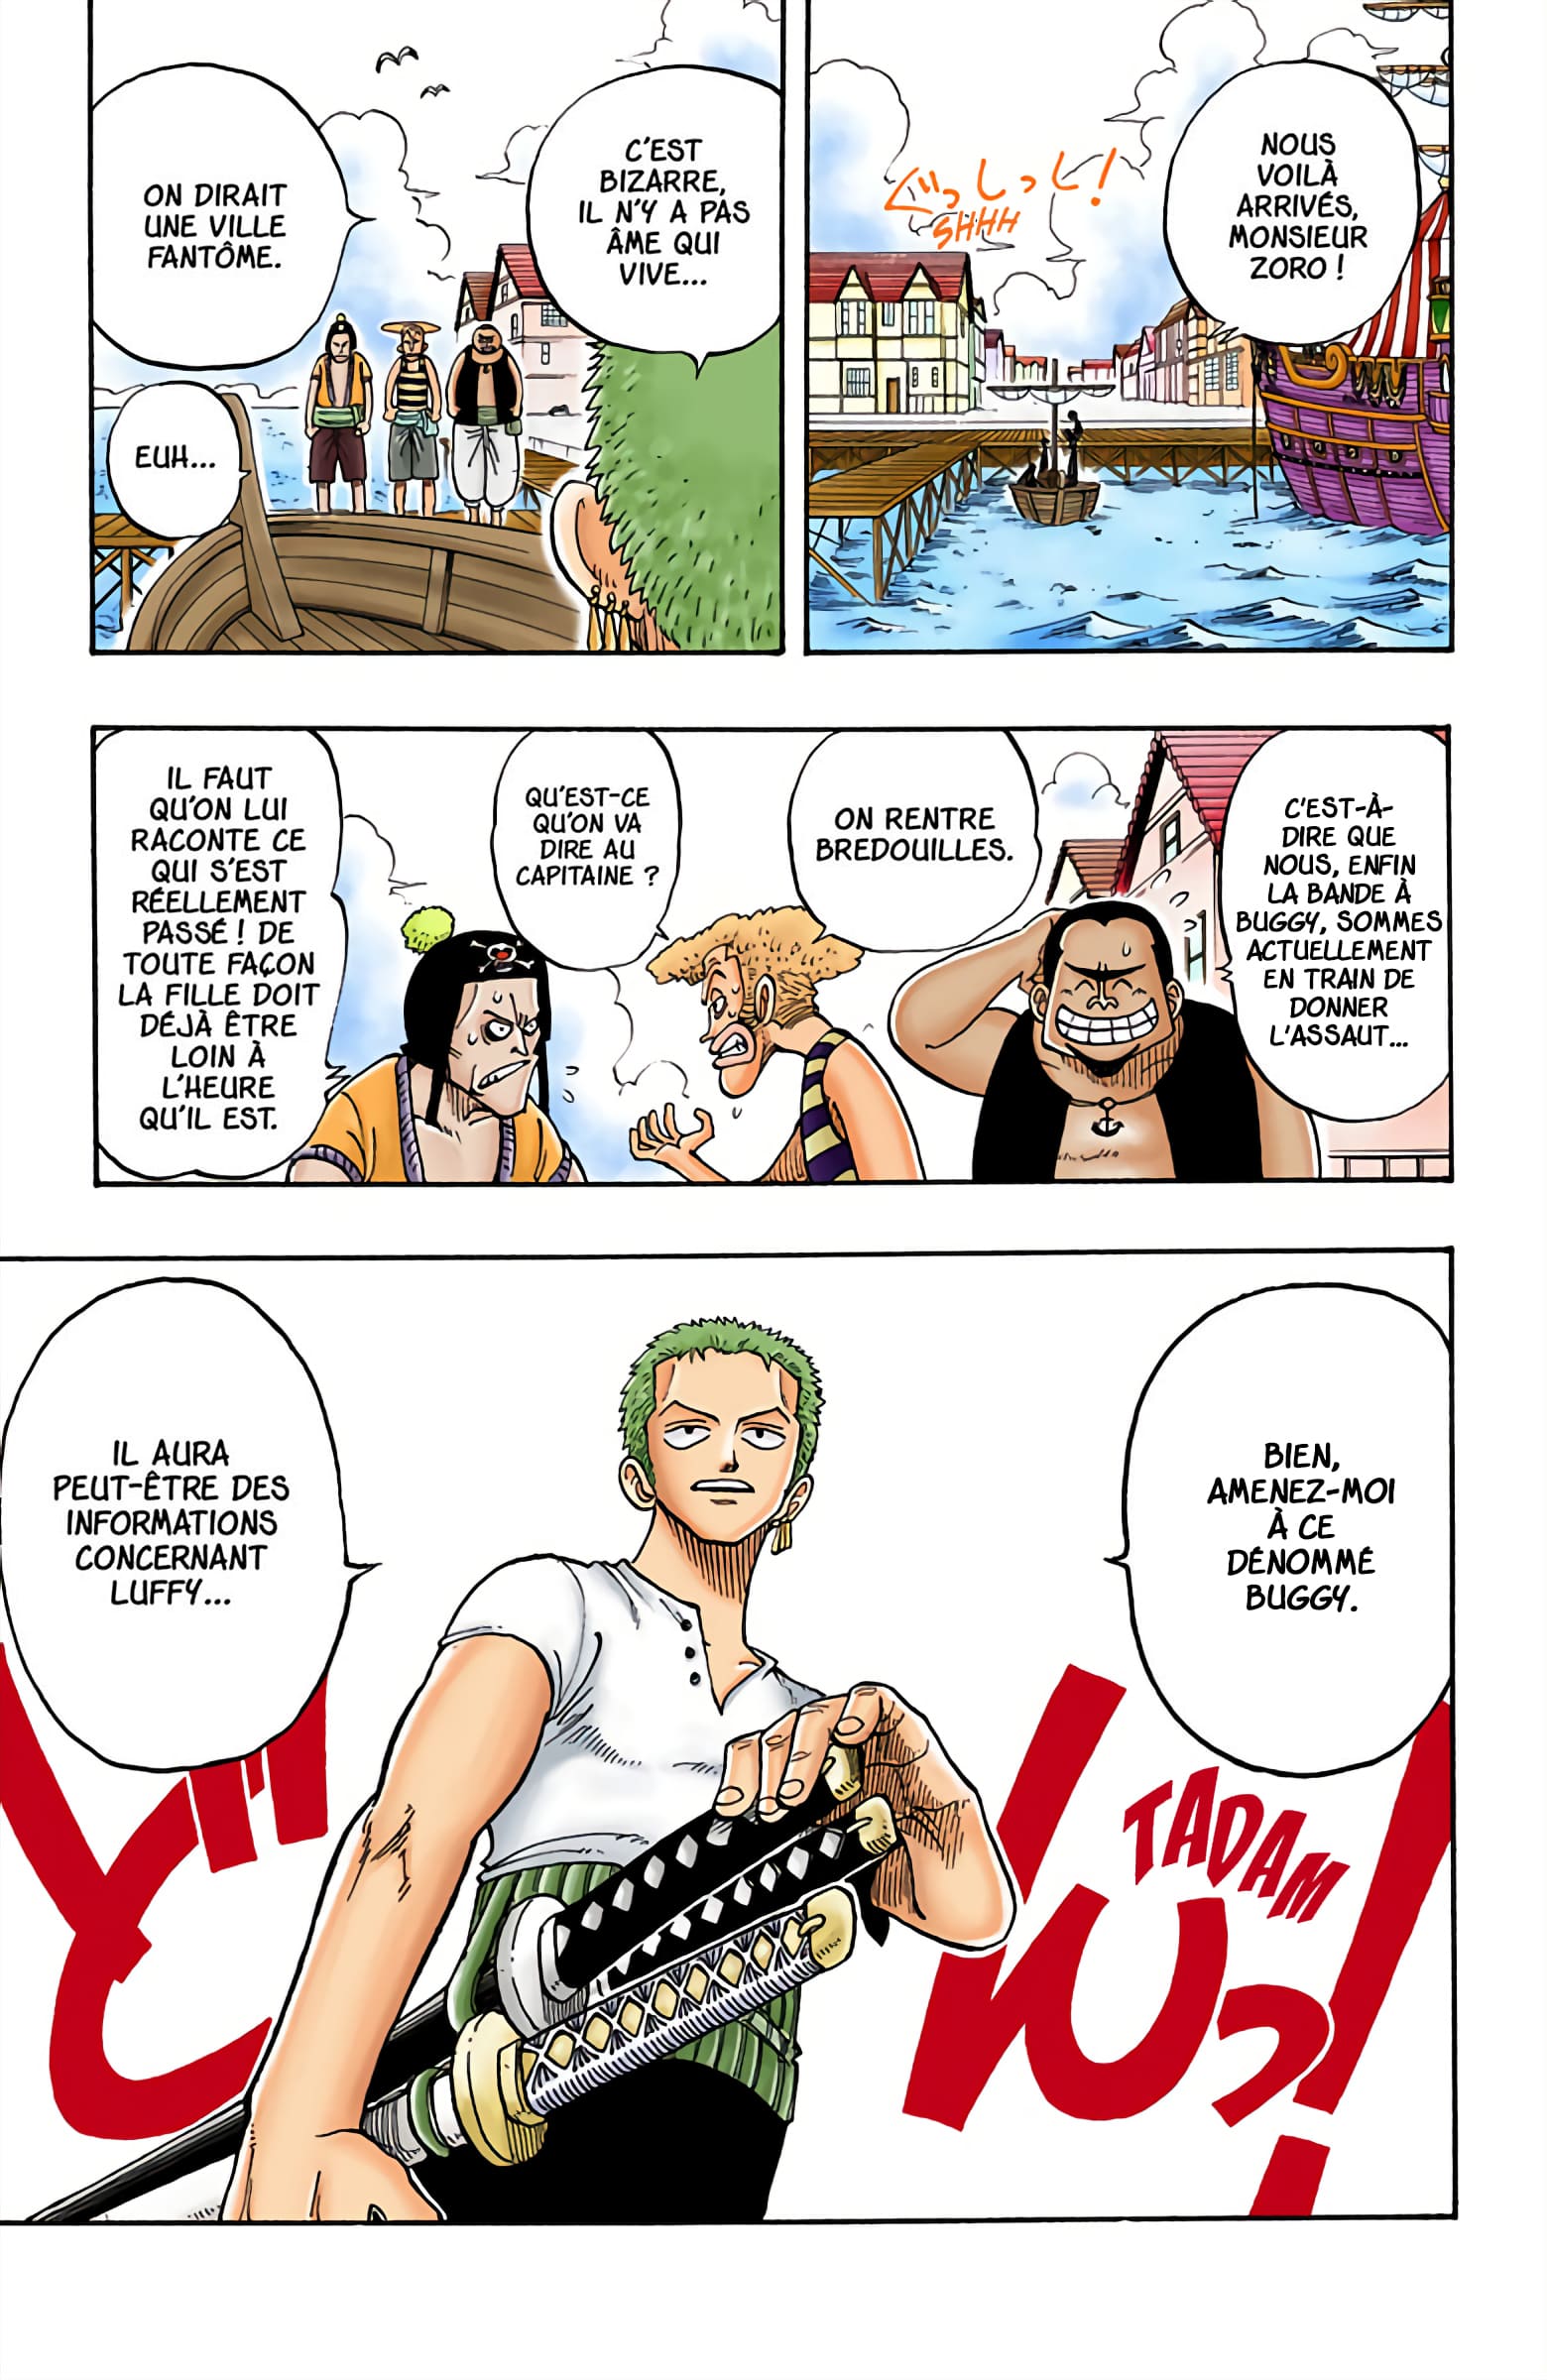 NOUS
VOILÀ
ARRIVÉS,
MONSIEUR
ZORO !
ぐっしっし!
SHHH
C'EST
BIZARRE,
IL N'Y A PAS
ÂME QUI
VIVE...
ON DIRAIT
UNE VILLE
FANTÔME.
EUH...
C'EST-À-
DIRE QUE
NOUS, ENFIN
LA BANDE À
BUGGY, SOMMES
ACTUELLEMENT
EN TRAIN DE
DONNER
L'ASSAUT...
ON RENTRE
BREDOUILLES.
QU'EST-CE
QU'ON VA
DIRE AU
CAPITAINE ?
IL FAUT
QU'ON LUI
RACONTE CE
QUI S'EST
RÉELLEMENT
PASSÉ ! DE
TOUTE FAÇON
LA FILLE DOIT
DÉJÀ ÊTRE
LOIN À
L'HEURE
QU'IL EST.
BIEN,
AMENEZ-MOI
À CE
DÉNOMMÉ
BUGGY.
IL AURA
PEUT-ÊTRE DES
INFORMATIONS
CONCERNANT
LUFFY...
どんっ!
TADAM